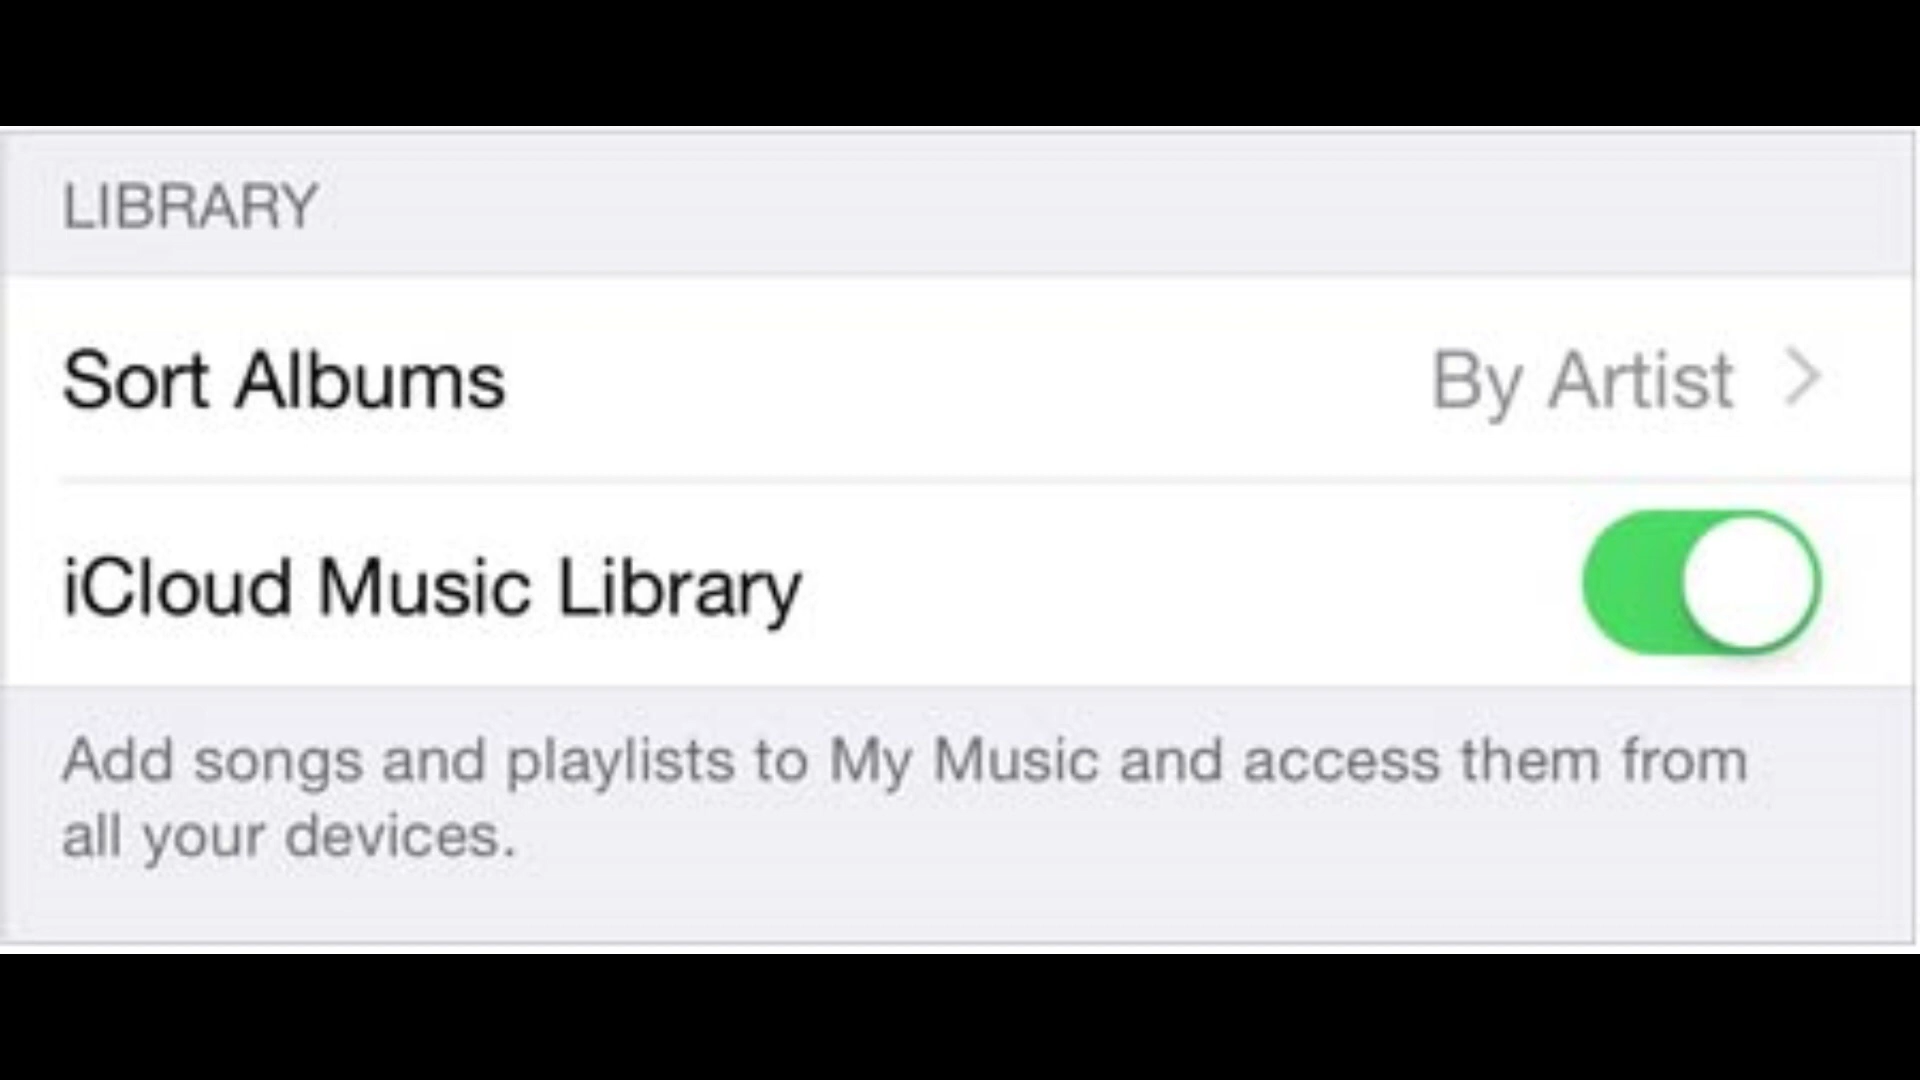 LIBRARY
Sort Albums By Artist
iCloud Music Library
Add songs and playlists to My Music and access them from
all your devices.